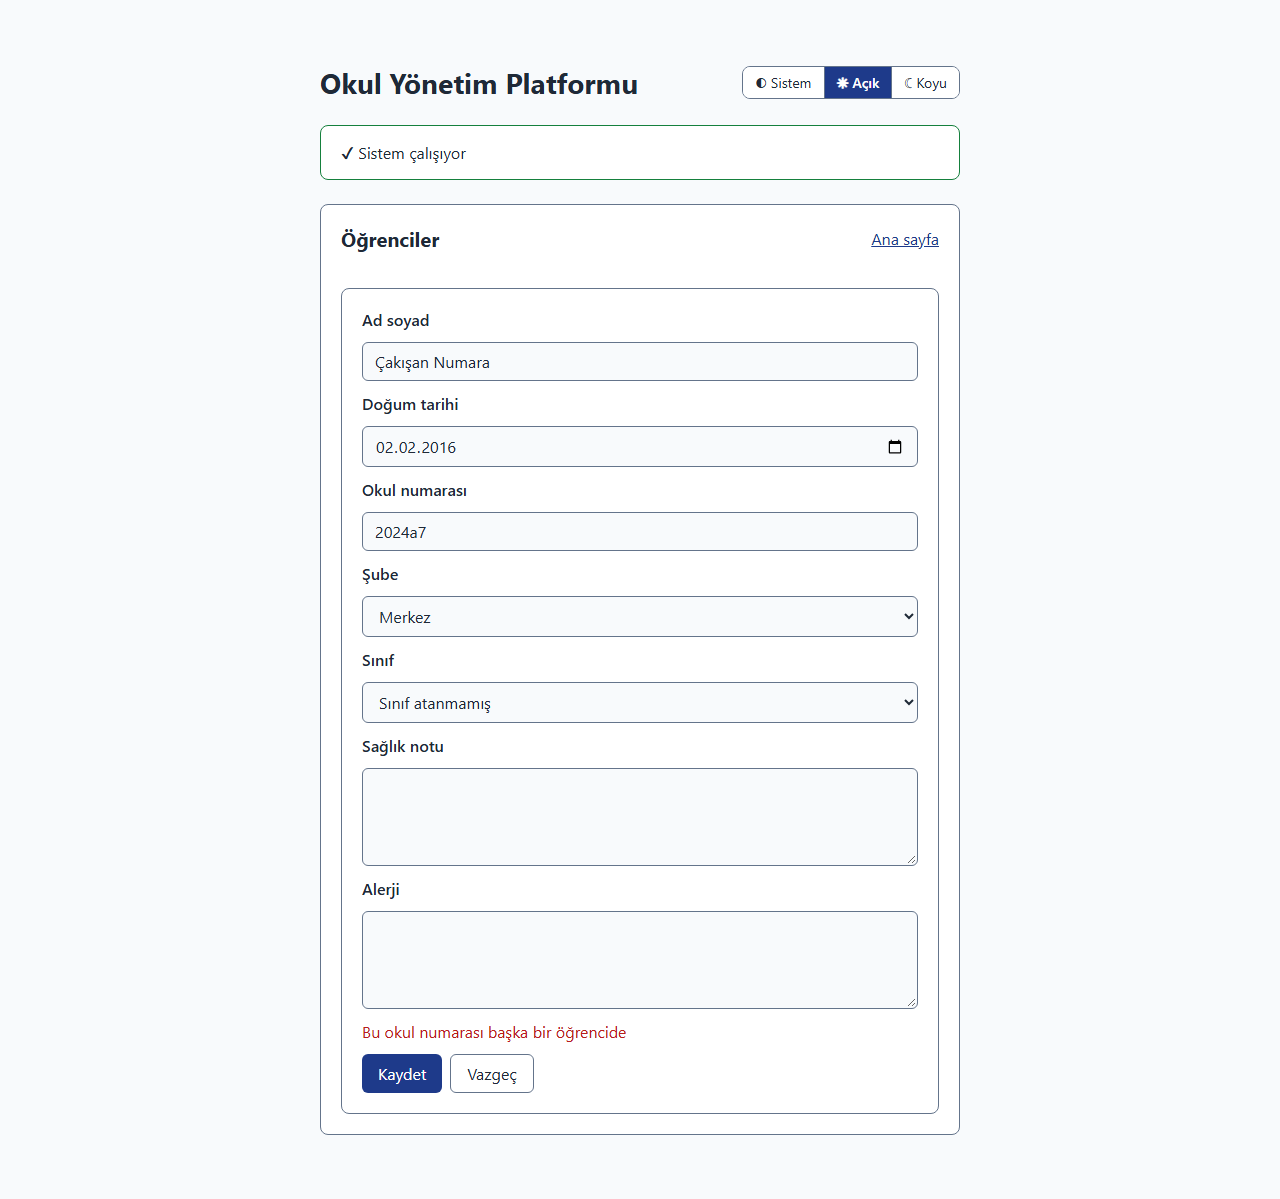 Okul Yönetim Platformu
◐ Sistem
✱ Açık
☾ Koyu
✓ Sistem çalışıyor
Öğrenciler
Ana sayfa
Ad soyad
Çakışan Numara
Doğum tarihi
02.02.2016
Okul numarası
2024a7
Şube
Merkez
Sınıf
Sınıf atanmamış
Sağlık notu
Alerji
Bu okul numarası başka bir öğrencide
Kaydet
Vazgeç